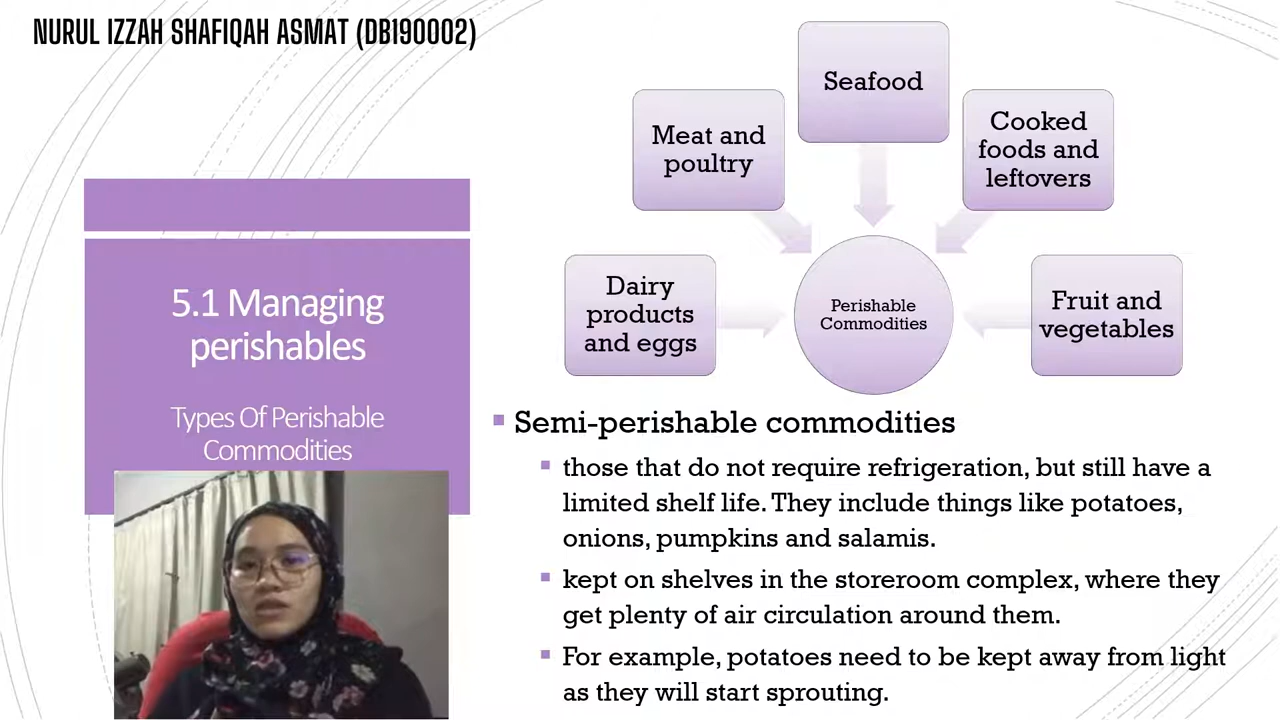 NURUL IZZAH SHAFIQAH ASMAT (DB190002)
5.1 Managing
perishables
Types Of Perishable
Commodities
Seafood
Meat and
poultry
Cooked
foods and
leftovers
Dairy
products
and eggs
Perishable
Commodities
Fruit and
vegetables
Semi-perishable commodities
those that do not require refrigeration, but still have a
limited shelf life. They include things like potatoes,
onions, pumpkins and salamis.
kept on shelves in the storeroom complex, where they
get plenty of air circulation around them.
For example, potatoes need to be kept away from light
as they will start sprouting.